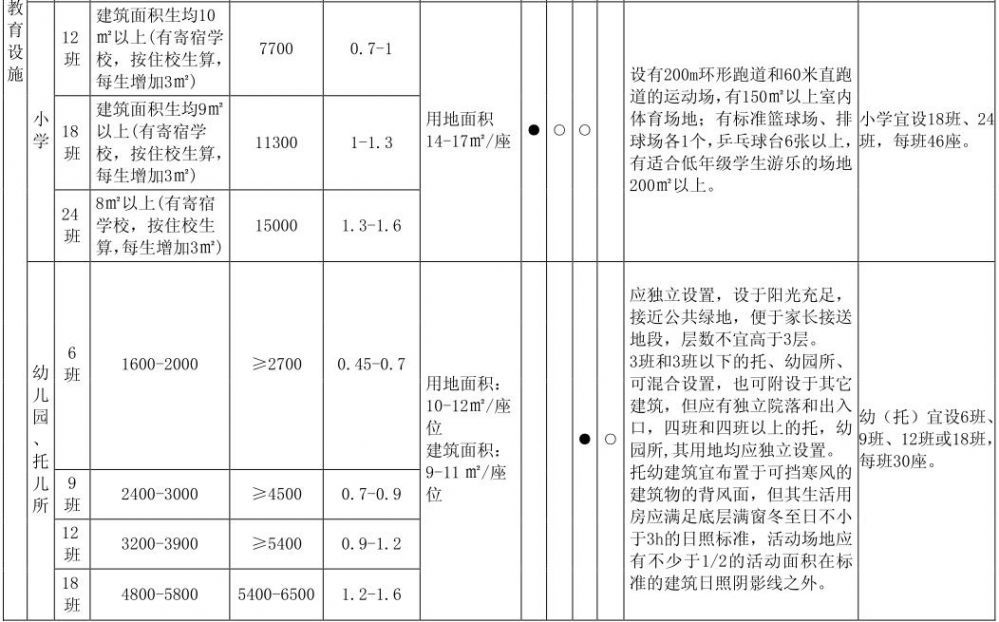 教
育
设
施
小
学
12
班
建筑面积生均10
㎡以上(有寄宿学
校，按住校生算，
每生增加3㎡)
7700
0.7-1
18
班
建筑面积生均9㎡
以上(有寄宿学
校，按住校生算，
每生增加3㎡)
11300
1-1.3
24
班
8㎡以上(有寄宿
学校，按住校生
算,每生增加3㎡)
15000
1.3-1.6
用地面积
14-17㎡/座
● ○ ○
设有200m环形跑道和60米直跑
道的运动场,有150㎡以上室内
体育场地；有标准篮球场、排
球场各1个,乒乓球台6张以上,
有适合低年级学生游乐的场地
200㎡以上。
小学宜设18班、24
班，每班46座。
幼
儿
园
、
托
儿
所
6
班
1600-2000
≥2700
0.45-0.7
9
班
2400-3000
≥4500
0.7-0.9
12
班
3200-3900
≥5400
0.9-1.2
18
班
4800-5800
5400-6500
1.2-1.6
用地面积：
10-12㎡/座
位
建筑面积：
9-11 ㎡/座
位
● ○
应独立设置，设于阳光充足，
接近公共绿地，便于家长接送
地段，层数不宜高于3层。
3班和3班以下的托、幼园所、
可混合设置，也可附设于其它
建筑，但应有独立院落和出入
口，四班和四班以上的托，幼
园所,其用地均应独立设置。
托幼建筑宜布置于可挡寒风的
建筑物的背风面，但其生活用
房应满足底层满窗冬至日不小
于3h的日照标准，活动场地应
有不少于1/2的活动面积在标
准的建筑日照阴影线之外。
幼（托）宜设6班、
9班、12班或18班，
每班30座。